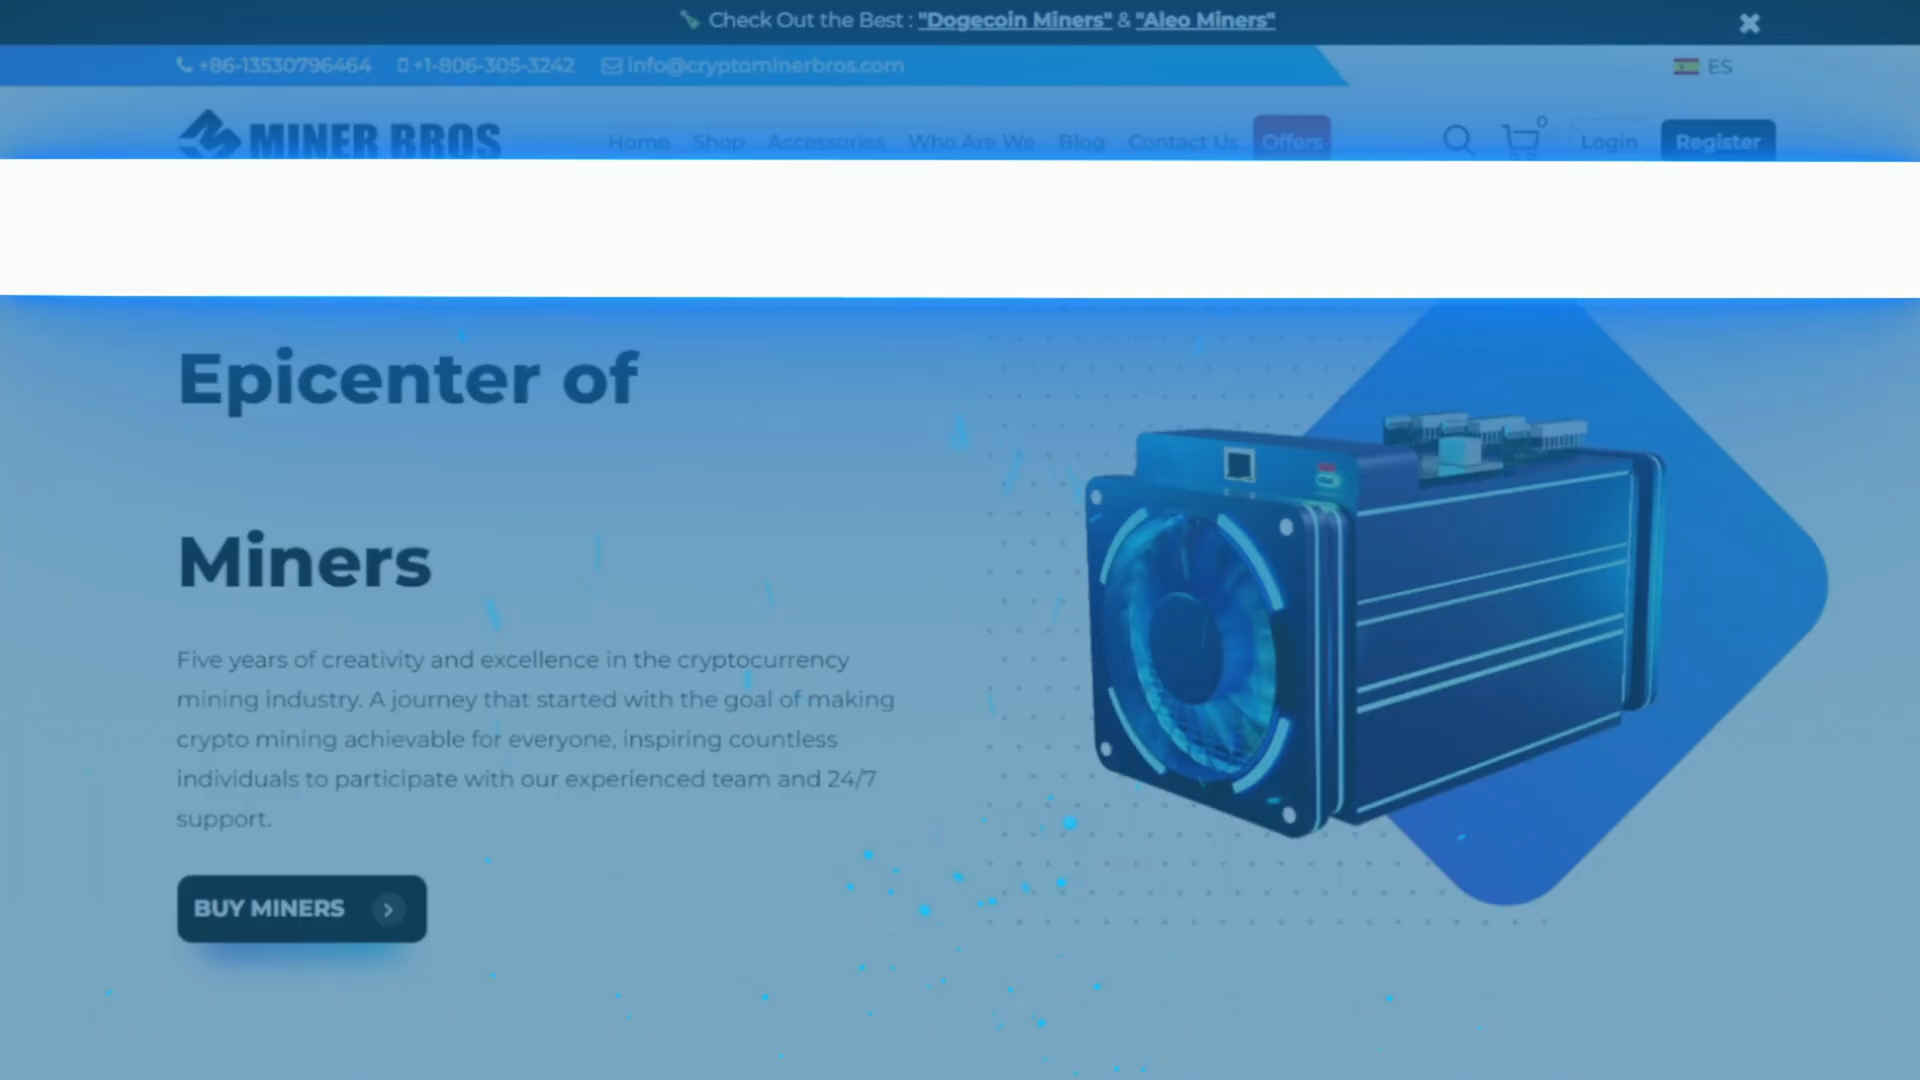 Check Out the Best : "Dogecoin Miners" & "Aleo Miners"
+86-13530796464 +1-806-305-3242 info@cryptominerbros.com ES
MINER BROS Home Shop Accessories Who Are We Blog Contact Us Offers 0 Login Register
Epicenter of
Miners
Five years of creativity and excellence in the cryptocurrency
mining industry. A journey that started with the goal of making
crypto mining achievable for everyone, inspiring countless
individuals to participate with our experienced team and 24/7
support.
BUY MINERS